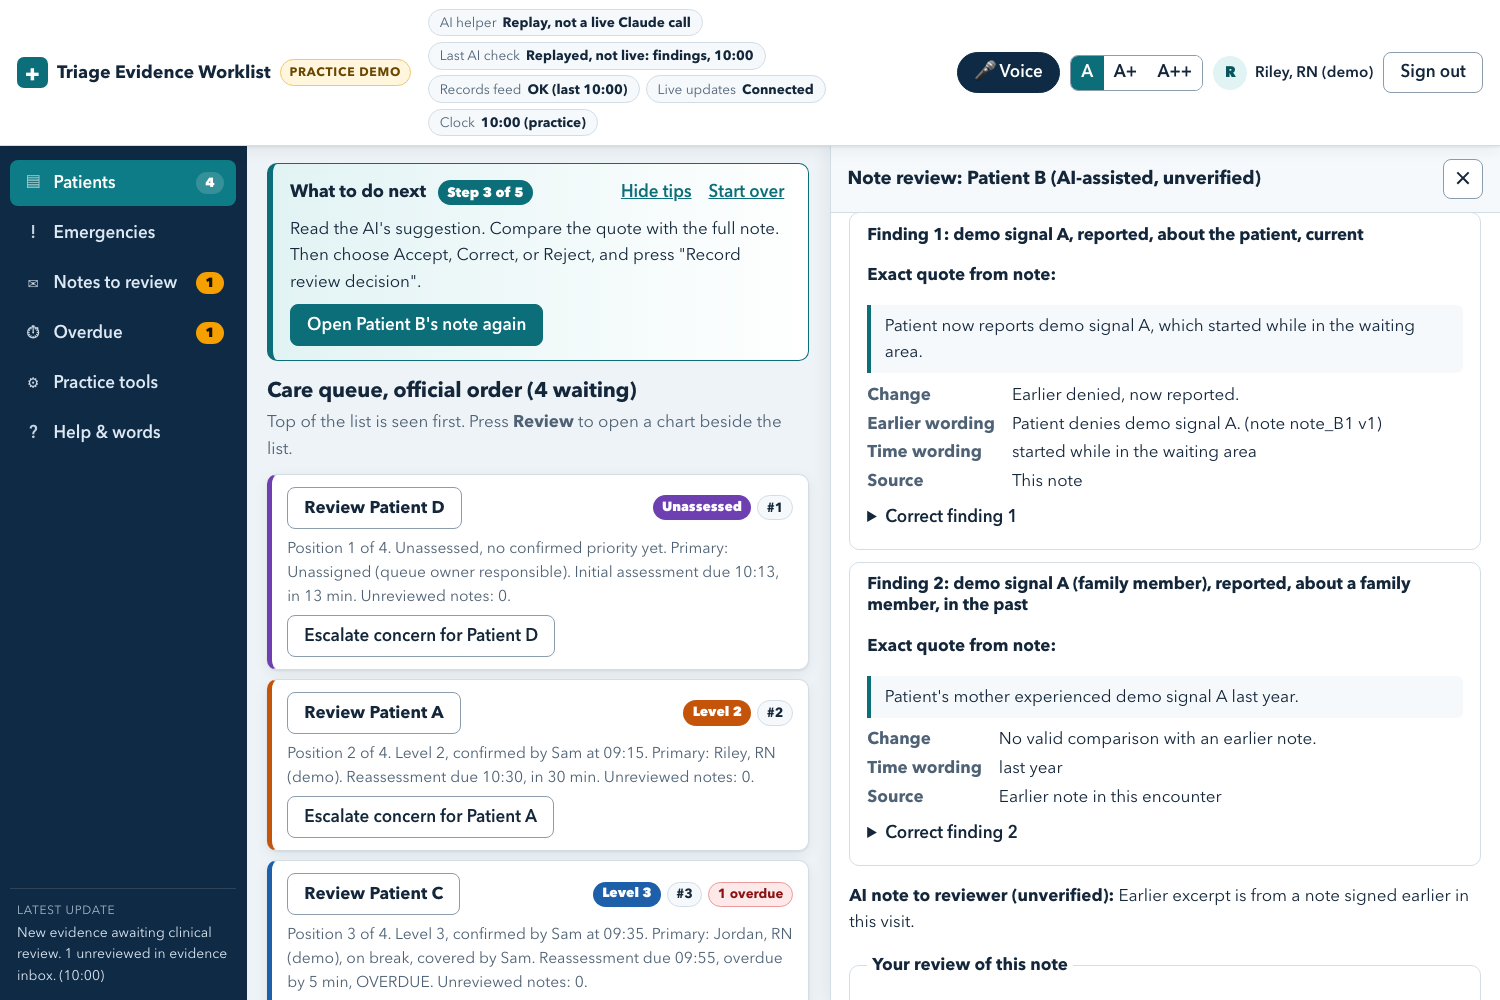 Triage Evidence Worklist
PRACTICE DEMO
AI helper Replay, not a live Claude call
Last AI check Replayed, not live: findings, 10:00
Records feed OK (last 10:00)
Live updates Connected
Clock 10:00 (practice)
Voice
A
A+
A++
R
Riley, RN (demo)
Sign out
Patients
4
! Emergencies
Notes to review
1
Overdue
1
Practice tools
? Help & words
LATEST UPDATE
New evidence awaiting clinical
review. 1 unreviewed in evidence
inbox. (10:00)
What to do next
Step 3 of 5
Hide tips
Start over
Read the AI's suggestion. Compare the quote with the full note.
Then choose Accept, Correct, or Reject, and press "Record
review decision".
Open Patient B's note again
Care queue, official order (4 waiting)
Top of the list is seen first. Press Review to open a chart beside the
list.
Review Patient D
Unassessed
#1
Position 1 of 4. Unassessed, no confirmed priority yet. Primary:
Unassigned (queue owner responsible). Initial assessment due 10:13,
in 13 min. Unreviewed notes: 0.
Escalate concern for Patient D
Review Patient A
Level 2
#2
Position 2 of 4. Level 2, confirmed by Sam at 09:15. Primary: Riley, RN
(demo). Reassessment due 10:30, in 30 min. Unreviewed notes: 0.
Escalate concern for Patient A
Review Patient C
Level 3
#3
1 overdue
Position 3 of 4. Level 3, confirmed by Sam at 09:35. Primary: Jordan, RN
(demo), on break, covered by Sam. Reassessment due 09:55, overdue
by 5 min, OVERDUE. Unreviewed notes: 0.
Note review: Patient B (AI-assisted, unverified)
Finding 1: demo signal A, reported, about the patient, current
Exact quote from note:
Patient now reports demo signal A, which started while in the waiting
area.
Change Earlier denied, now reported.
Earlier wording Patient denies demo signal A. (note note_B1 v1)
Time wording started while in the waiting area
Source This note
Correct finding 1
Finding 2: demo signal A (family member), reported, about a family
member, in the past
Exact quote from note:
Patient's mother experienced demo signal A last year.
Change No valid comparison with an earlier note.
Time wording last year
Source Earlier note in this encounter
Correct finding 2
AI note to reviewer (unverified): Earlier excerpt is from a note signed earlier in
this visit.
Your review of this note